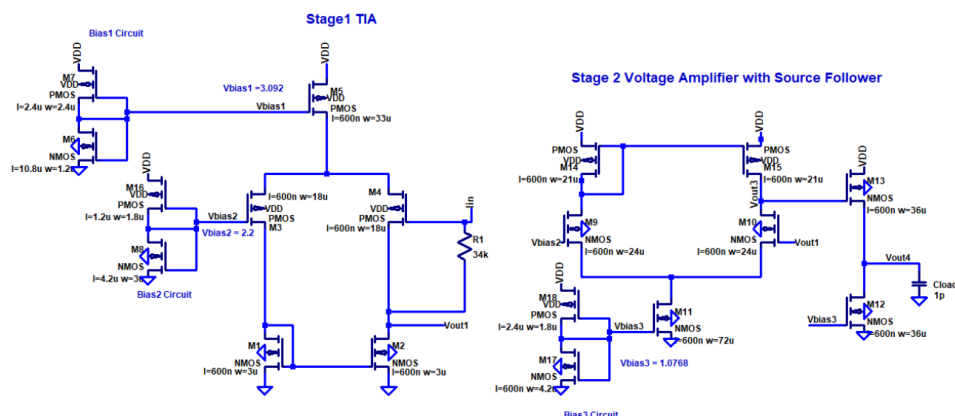 Stage1 TIA
Bias1 Circuit
VDD
M7
VDD
PMOS
l=2.4u w=2.4u
M6
NMOS
l=10.8u w=1.2u
Vbias1 =3.092
Vbias1
VDD
M5
VDD
PMOS
l=600n w=33u
VDD
M16
VDD
PMOS
l=1.2u w=1.8u
M8
NMOS
l=4.2u w=3u
Bias2 Circuit
Vbias2
Vbias2 = 2.2
l=600n w=18u
VDD
PMOS
M3
M4
VDD
PMOS
l=600n w=18u
Iin
R1
34k
Vout1
M1
NMOS
l=600n w=3u
M2
NMOS
l=600n w=3u
Stage 2 Voltage Amplifier with Source Follower
VDD
PMOS
VDD
M14
l=600n w=21u
VDD
PMOS
VDD
M15
l=600n w=21u
Vout3
VDD
M13
NMOS
l=600n w=36u
M9
Vbias2
NMOS
l=600n w=24u
M10
NMOS
l=600n w=24u
Vout1
Vout4
Cload
1p
VDD
M18
VDD
PMOS
l=2.4u w=1.8u
Vbias3
M11
NMOS
l=600n w=72u
Vbias3
M12
NMOS
l=600n w=36u
M17
NMOS
l=600n w=4.2u
Vbias3 = 1.0768
Bias3 Circuit